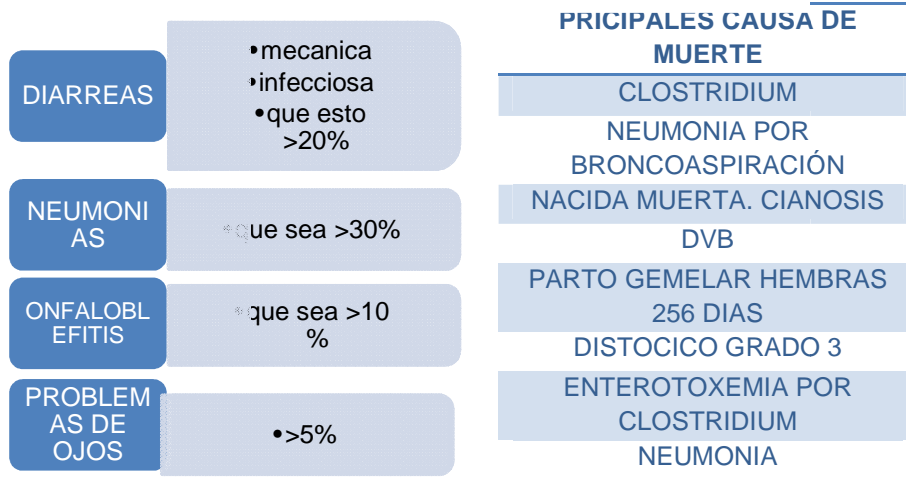 DIARREAS
•mecanica
•infecciosa
•que esto
>20%
NEUMONI
AS
•que sea >30%
ONFALOBL
EFITIS
•que sea >10
%
PROBLEM
AS DE
OJOS
•>5%
PRICIPALES CAUSA DE
MUERTE
CLOSTRIDIUM
NEUMONIA POR
BRONCOASPIRACIÓN
NACIDA MUERTA. CIANOSIS
DVB
PARTO GEMELAR HEMBRAS
256 DIAS
DISTOCICO GRADO 3
ENTEROTOXEMIA POR
CLOSTRIDIUM
NEUMONIA